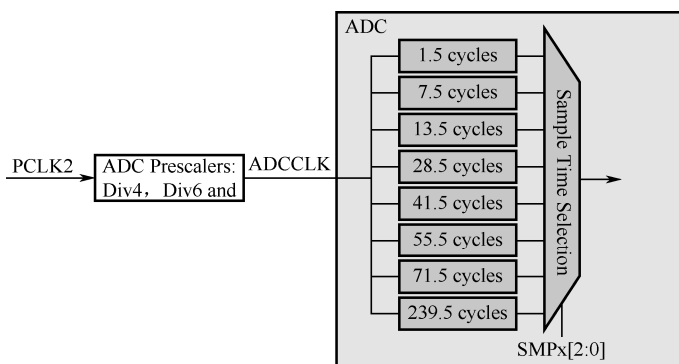 ADC
1.5 cycles
7.5 cycles
13.5 cycles
28.5 cycles
41.5 cycles
55.5 cycles
71.5 cycles
239.5 cycles
Sample Time Selection
PCLK2
ADC Prescalers:
Div4，Div6 and
ADCCLK
SMPx[2:0]